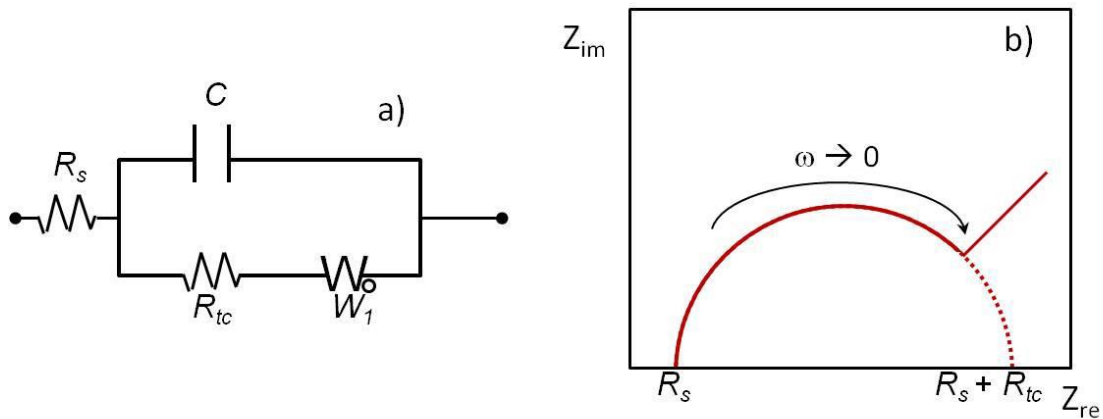 C
a)
R_s
R_tc
W_1
Z_im
b)
ω → 0
R_s
R_s + R_tc
Z_re